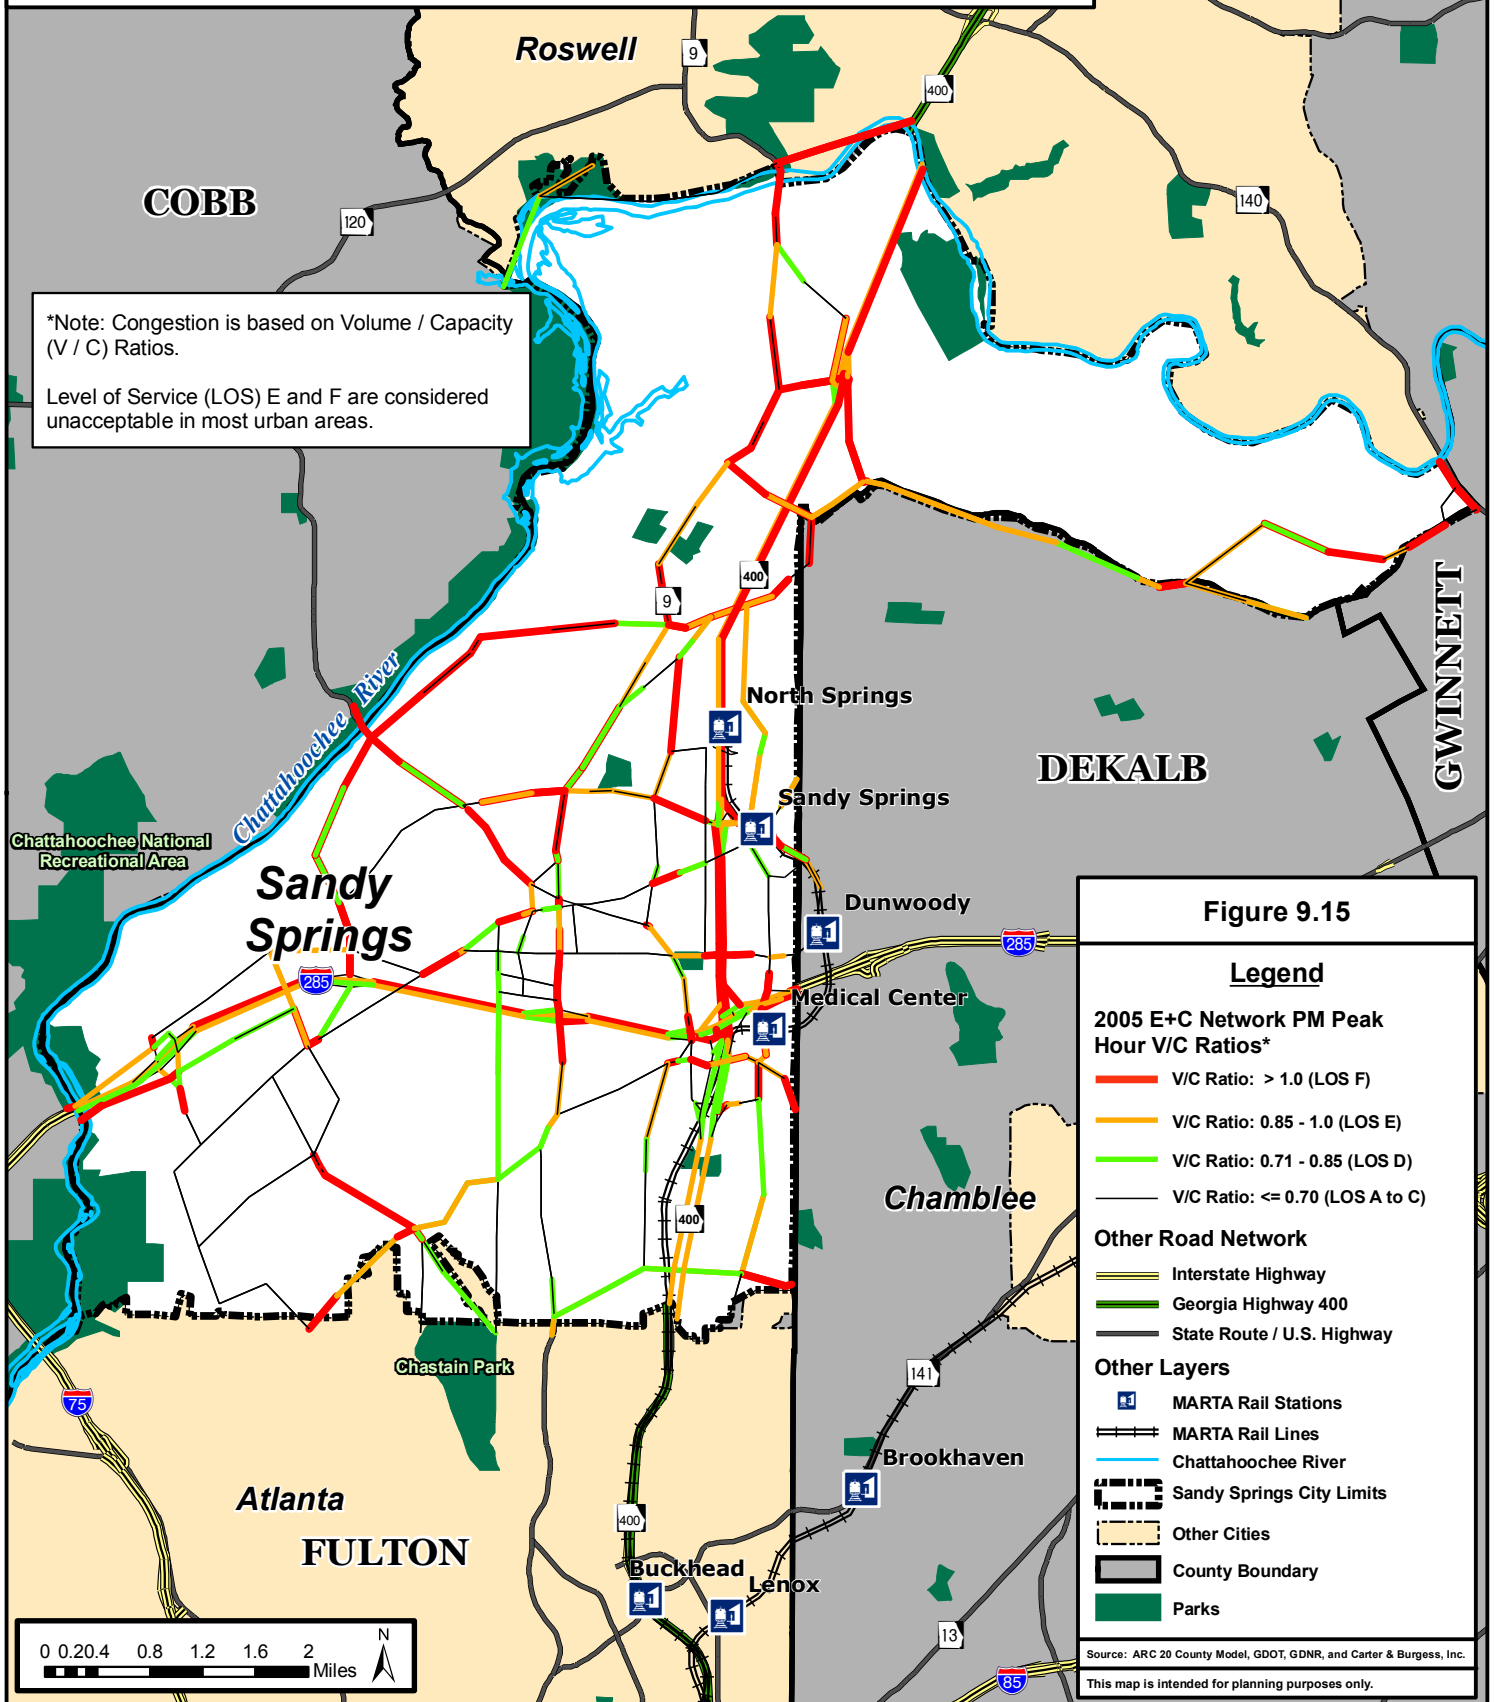 Roswell
9
400
COBB
120
140
*Note: Congestion is based on Volume / Capacity
(V / C) Ratios.
Level of Service (LOS) E and F are considered
unacceptable in most urban areas.
400
9
GWINNETT
Chattahoochee River
North Springs
DEKALB
Sandy Springs
Chattahoochee National
Recreational Area
Sandy
Springs
Dunwoody
285
285
Medical Center
Chamblee
400
Chastain Park
75
141
Brookhaven
Atlanta
400
FULTON
Buckhead
Lenox
13
85
0 0.20.4 0.8 1.2 1.6 2
Miles
N
Figure 9.15
Legend
2005 E+C Network PM Peak
Hour V/C Ratios*
V/C Ratio: > 1.0 (LOS F)
V/C Ratio: 0.85 - 1.0 (LOS E)
V/C Ratio: 0.71 - 0.85 (LOS D)
V/C Ratio: <= 0.70 (LOS A to C)
Other Road Network
Interstate Highway
Georgia Highway 400
State Route / U.S. Highway
Other Layers
MARTA Rail Stations
MARTA Rail Lines
Chattahoochee River
Sandy Springs City Limits
Other Cities
County Boundary
Parks
Source: ARC 20 County Model, GDOT, GDNR, and Carter & Burgess, Inc.
This map is intended for planning purposes only.